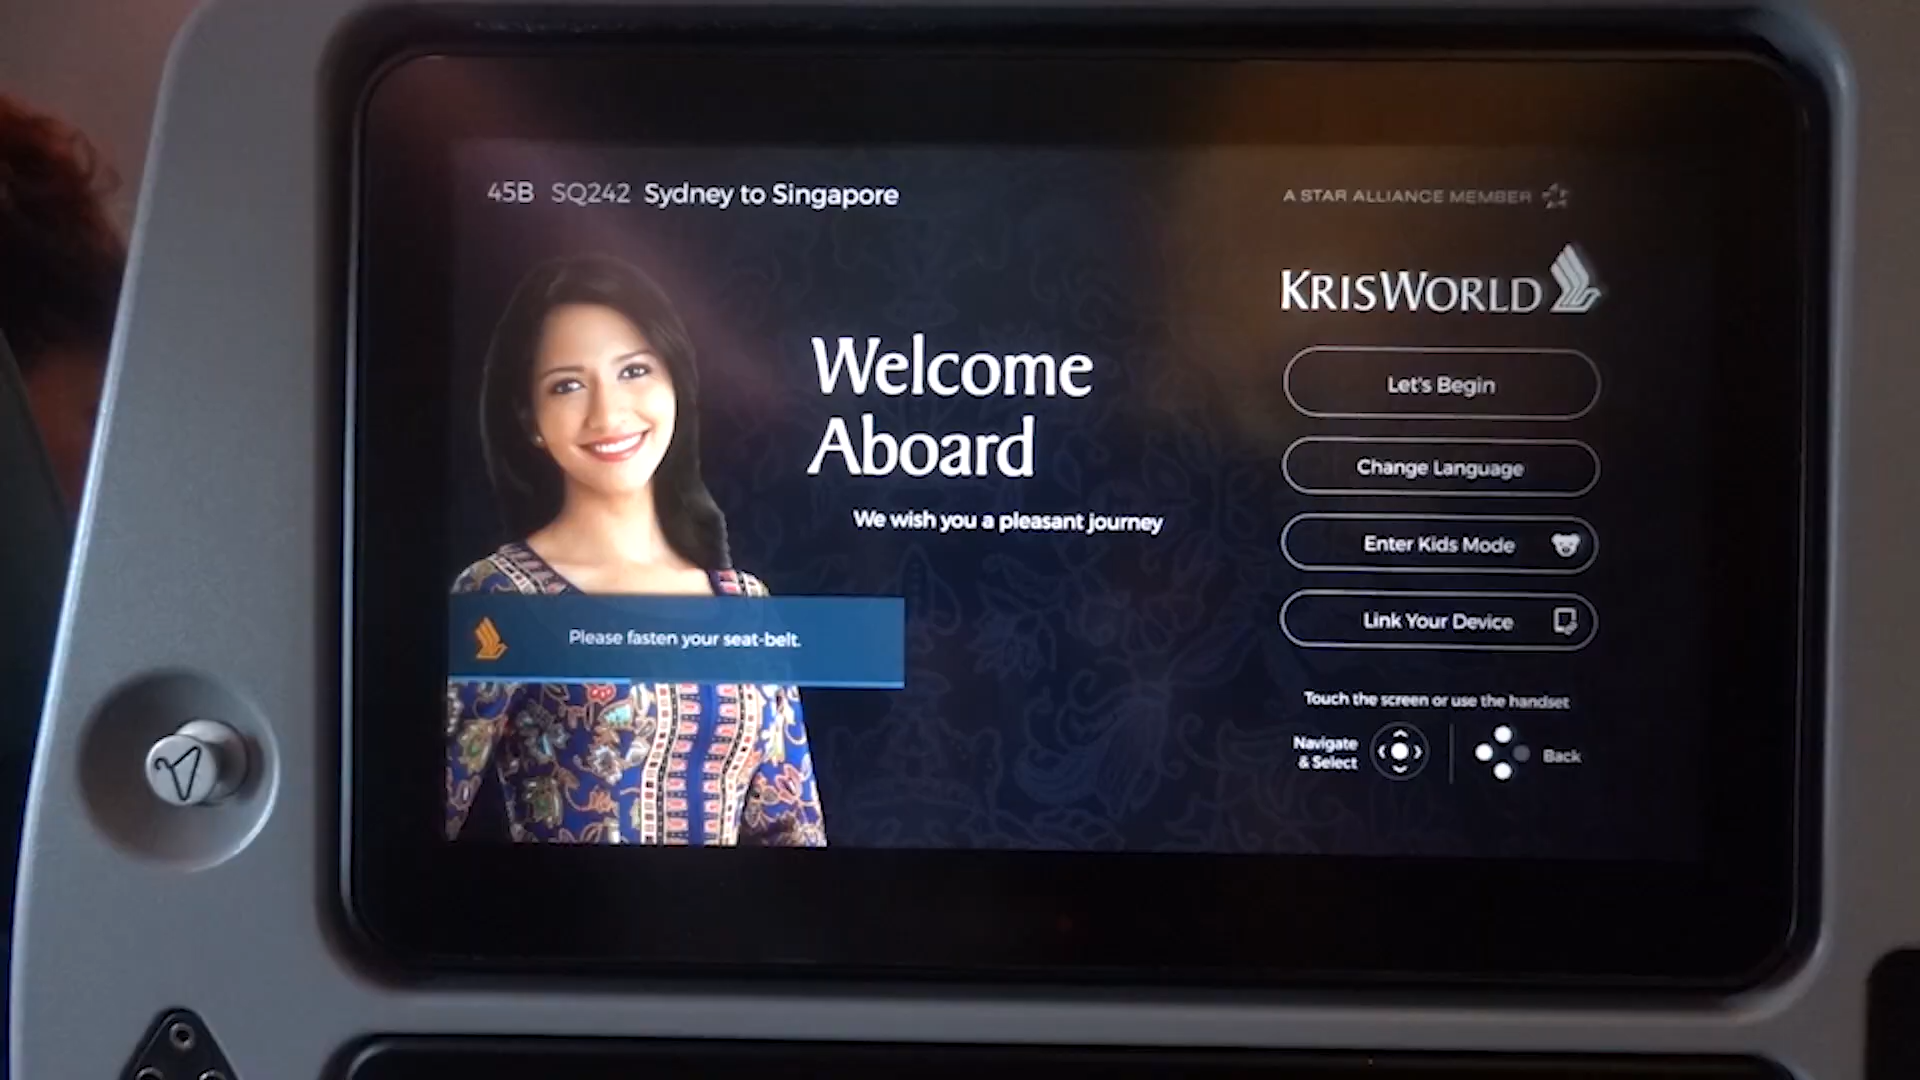 45B SQ242 Sydney to Singapore
A STAR ALLIANCE MEMBER
KRISWORLD
Welcome
Aboard
We wish you a pleasant journey
Please fasten your seat-belt.
Let's Begin
Change Language
Enter Kids Mode
Link Your Device
Touch the screen or use the handset
Navigate
& Select
Back